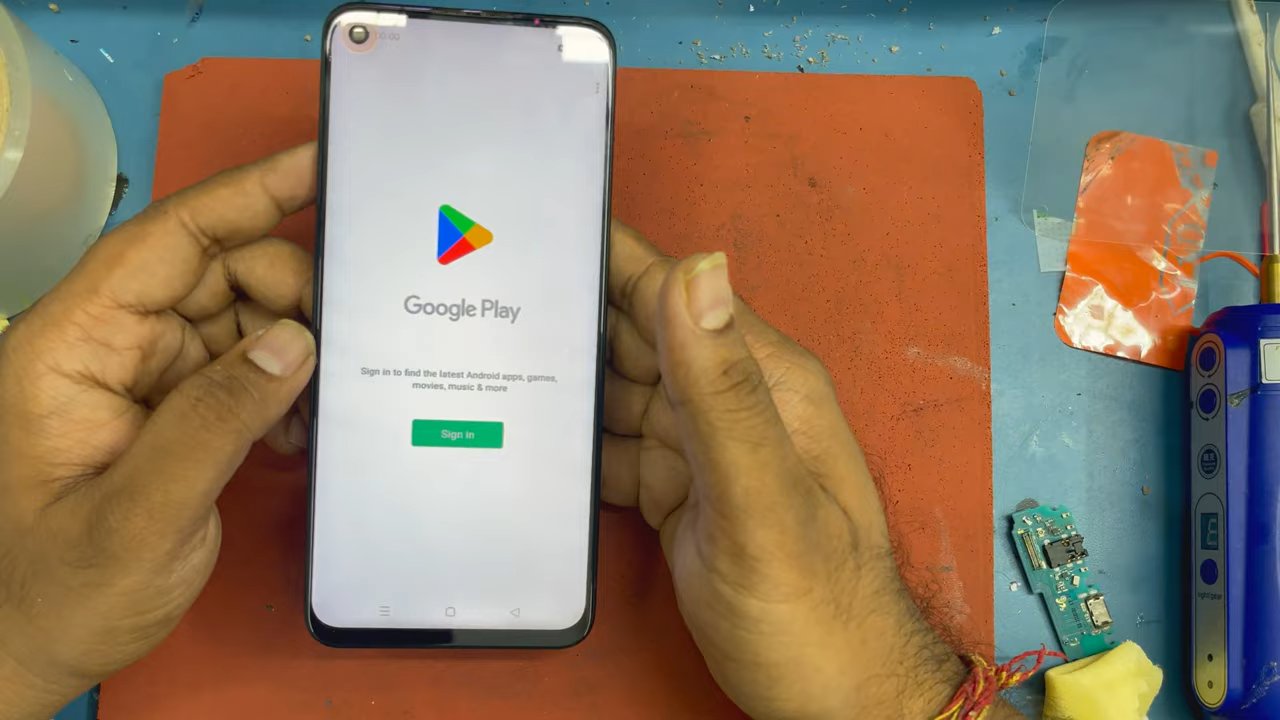 Google Play
Sign in to find the latest Android apps, games,
movies, music & more
Sign in